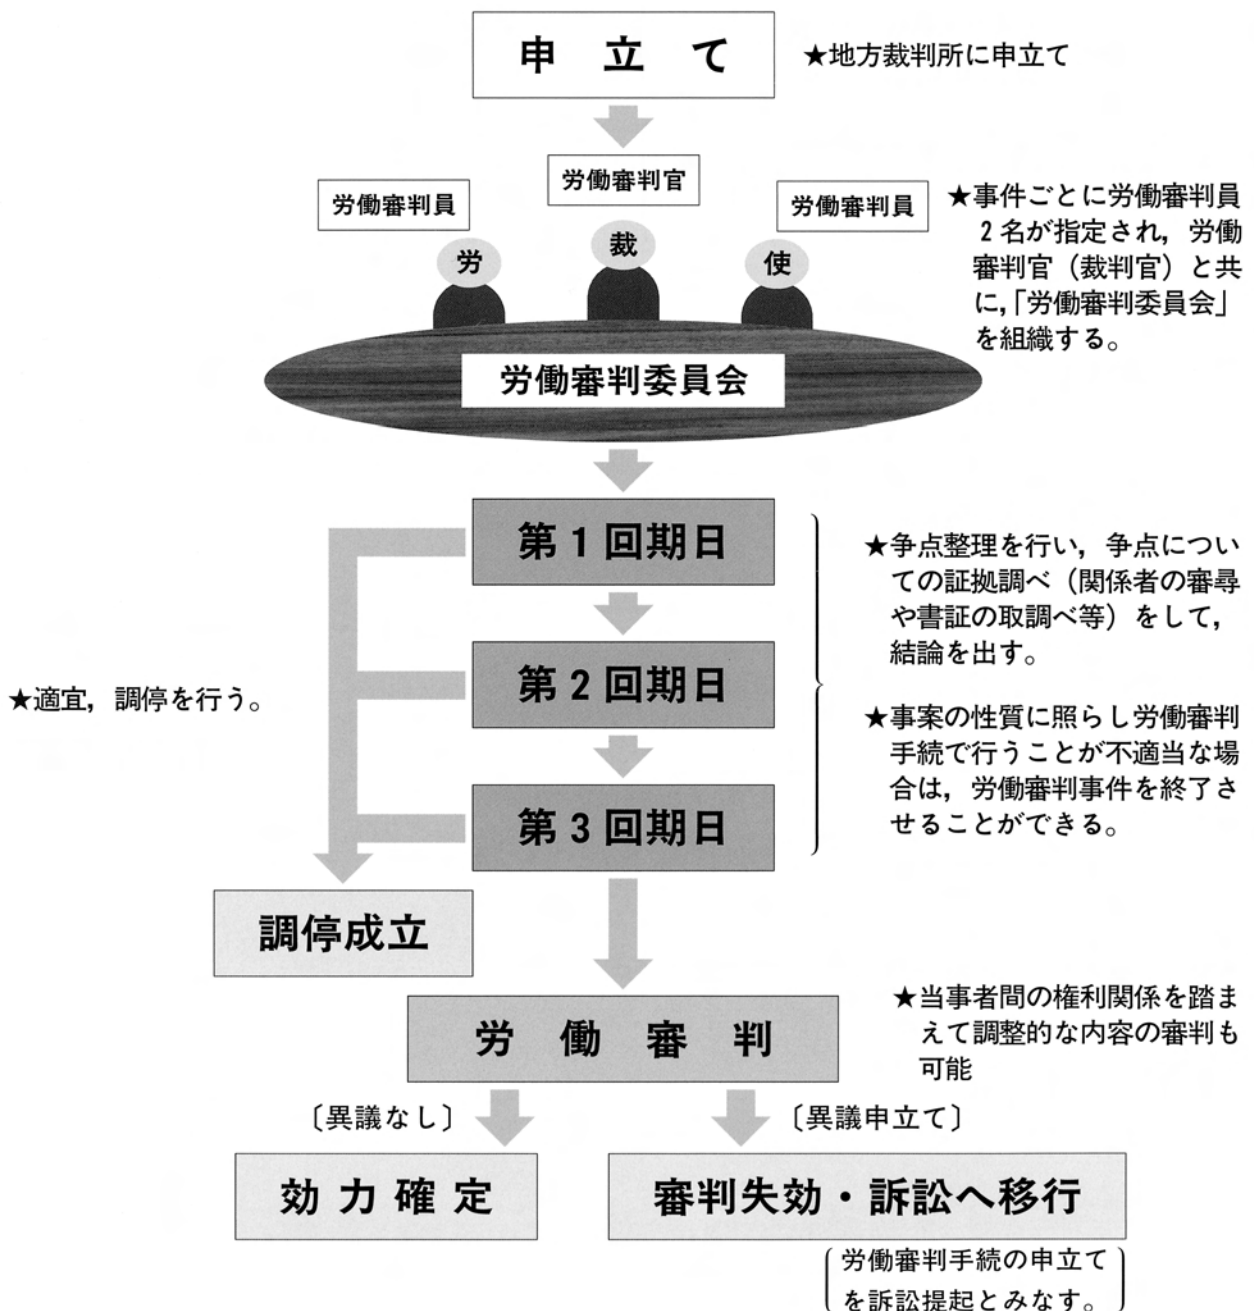 申立て
★地方裁判所に申立て
労働審判官
労働審判員
労働審判員
労
裁
使
★事件ごとに労働審判員
2名が指定され，労働
審判官（裁判官）と共
に，「労働審判委員会」
を組織する。
労働審判委員会
第1回期日
★争点整理を行い，争点につい
ての証拠調べ（関係者の審尋
や書証の取調べ等）をして，
結論を出す。
第2回期日
★適宜，調停を行う。
★事案の性質に照らし労働審判
手続で行うことが不適当な場
合は，労働審判事件を終了さ
せることができる。
第3回期日
調停成立
★当事者間の権利関係を踏ま
えて調整的な内容の審判も
可能
労働審判
〔異議なし〕
〔異議申立て〕
効力確定
審判失効・訴訟へ移行
労働審判手続の申立て
を訴訟提起とみなす。